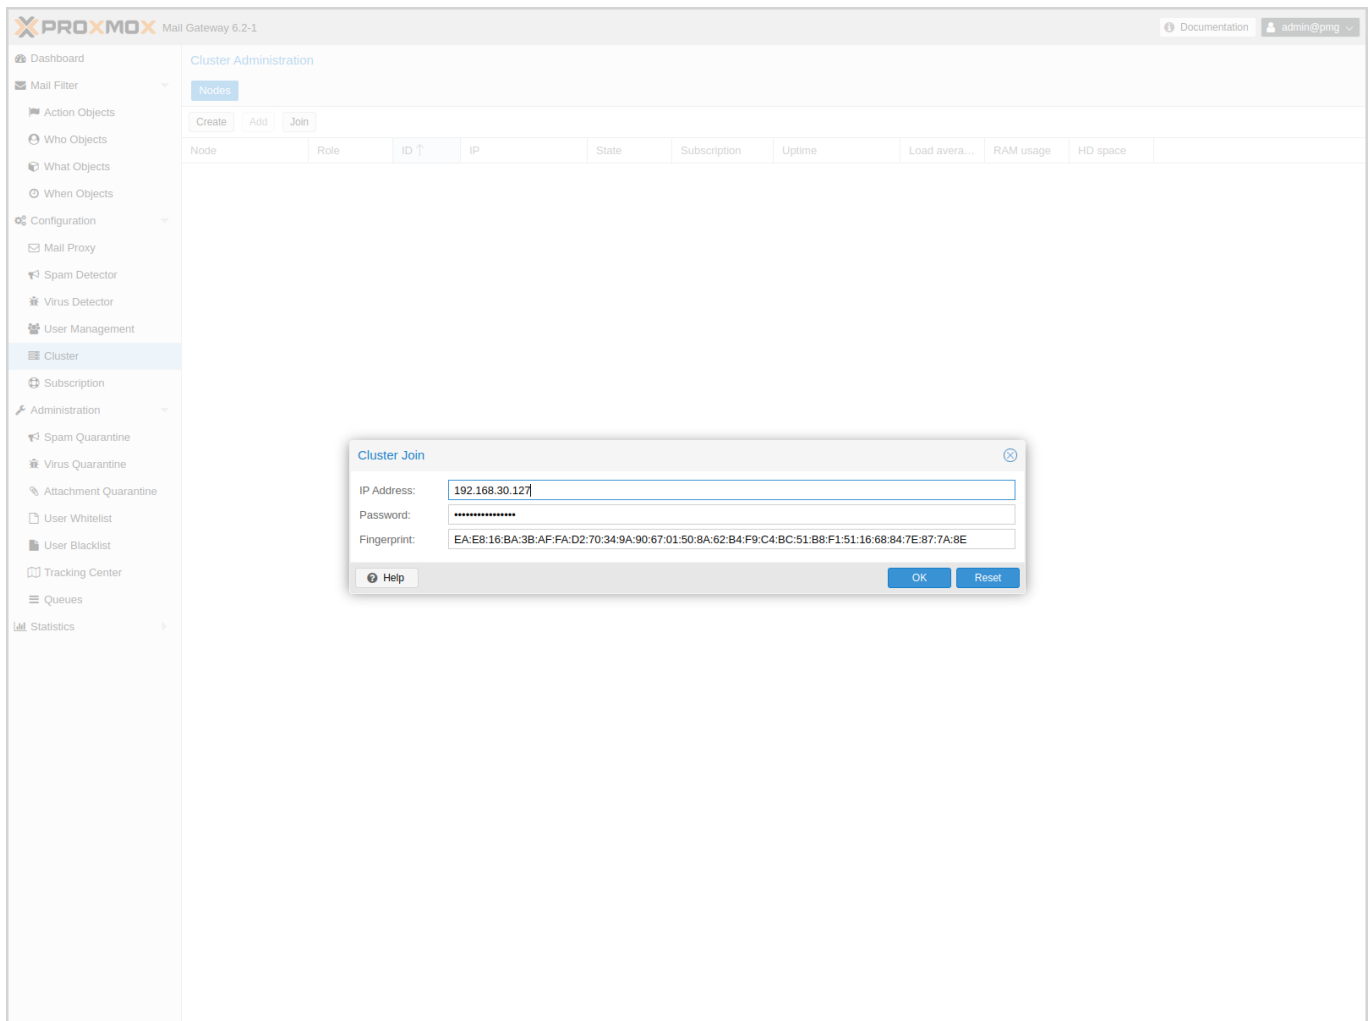 PROXMOX Mail Gateway 6.2-1 Documentation admin@pmg
Dashboard
Mail Filter
Action Objects
Who Objects
What Objects
When Objects
Configuration
Mail Proxy
Spam Detector
Virus Detector
User Management
Cluster
Subscription
Administration
Spam Quarantine
Virus Quarantine
Attachment Quarantine
User Whitelist
User Blacklist
Tracking Center
Queues
Statistics
Cluster Administration
Nodes
Create Add Join
Node Role ID IP State Subscription Uptime Load avera... RAM usage HD space
Cluster Join
IP Address: 192.168.30.127
Password: ••••••••••••••••
Fingerprint: EA:E8:16:BA:3B:AF:FA:D2:70:34:9A:90:67:01:50:8A:62:B4:F9:C4:BC:51:B8:F1:51:16:68:84:7E:87:7A:8E
Help OK Reset